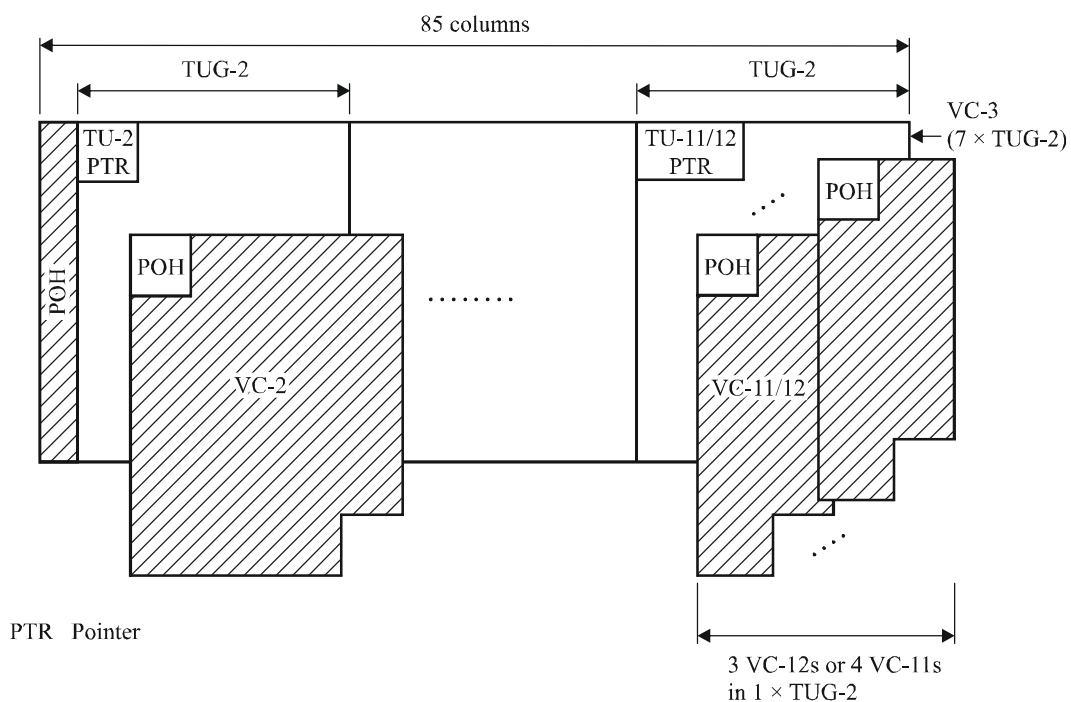 85 columns
TUG-2
TUG-2
VC-3
(7 × TUG-2)
TU-2
PTR
TU-11/12
PTR
POH
POH
POH
POH
VC-2
VC-11/12
PTR Pointer
3 VC-12s or 4 VC-11s
in 1 × TUG-2